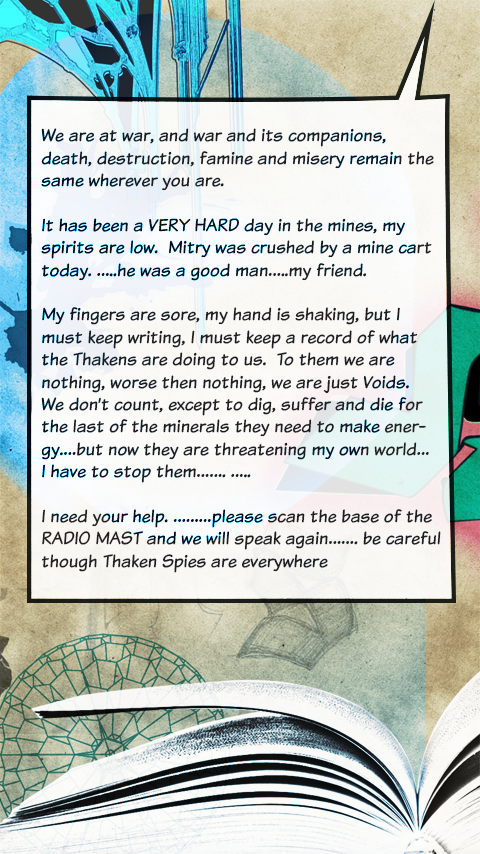 We are at war, and war and its companions,
death, destruction, famine and misery remain the
same wherever you are.
It has been a VERY HARD day in the mines, my
spirits are low.  Mitry was crushed by a mine cart
today. .....he was a good man.....my friend.
My fingers are sore, my hand is shaking, but I
must keep writing, I must keep a record of what
the Thakens are doing to us.  To them we are
nothing, worse then nothing, we are just Voids.
We don't count, except to dig, suffer and die for
the last of the minerals they need to make ener-
gy....but now they are threatening my own world...
I have to stop them....... .....
I need your help. .........please scan the base of the
RADIO MAST and we will speak again....... be careful
though Thaken Spies are everywhere